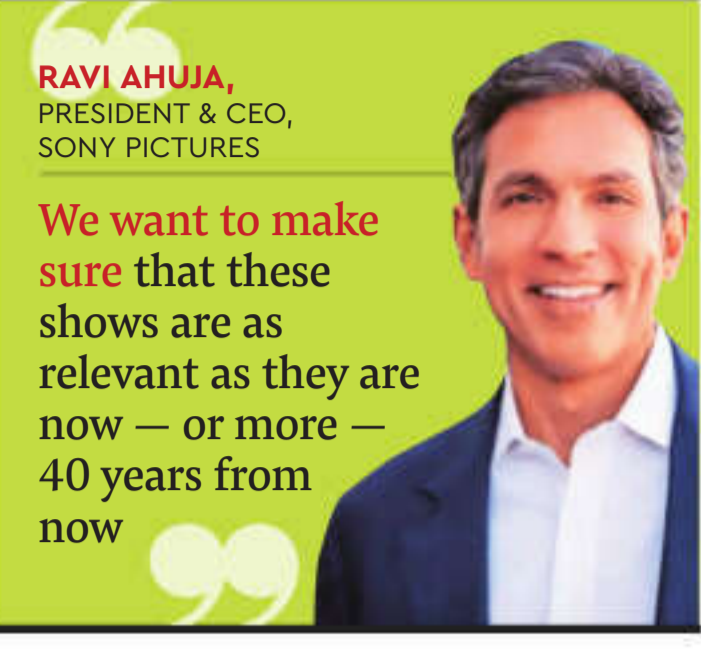 RAVI AHUJA,
PRESIDENT & CEO,
SONY PICTURES
We want to make
sure that these
shows are as
relevant as they are
now — or more —
40 years from
now